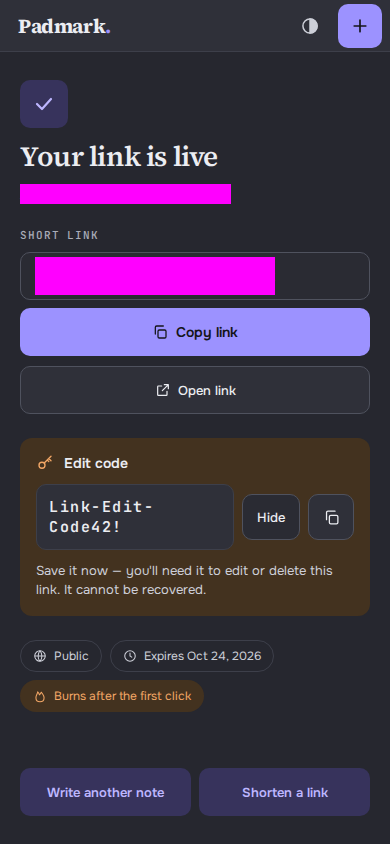 Padmark.
Your link is live
SHORT LINK
Copy link
Open link
Edit code
Link-Edit-
Code42!
Hide
Save it now — you'll need it to edit or delete this
link. It cannot be recovered.
Public
Expires Oct 24, 2026
Burns after the first click
Write another note
Shorten a link